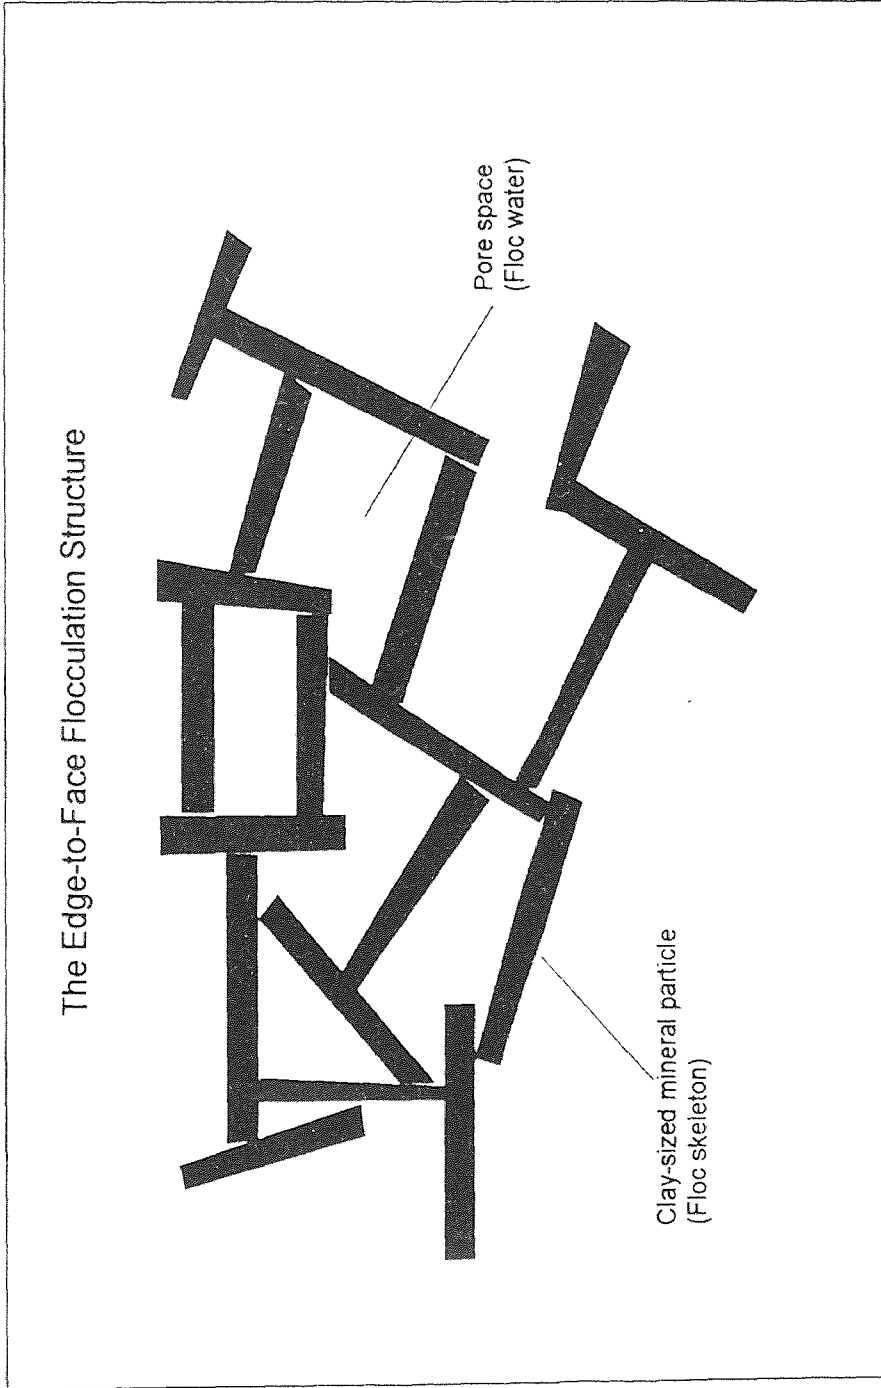 The Edge-to-Face Flocculation Structure
Pore space
(Floc water)
Clay-sized mineral particle
(Floc skeleton)